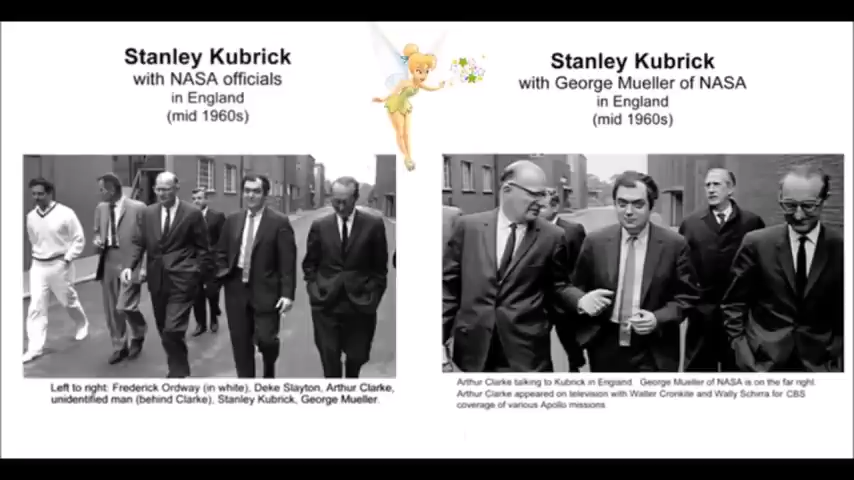 Stanley Kubrick
with NASA officials
in England
(mid 1960s)
Left to right: Frederick Ordway (in white), Deke Slayton, Arthur Clarke,
unidentified man (behind Clarke), Stanley Kubrick, George Mueller.
Stanley Kubrick
with George Mueller of NASA
in England
(mid 1960s)
Arthur Clarke talking to Kubrick in England. George Mueller of NASA is on the far right.
Arthur Clarke appeared on television with Walter Cronkite and Wally Schirra for CBS
coverage of various Apollo missions